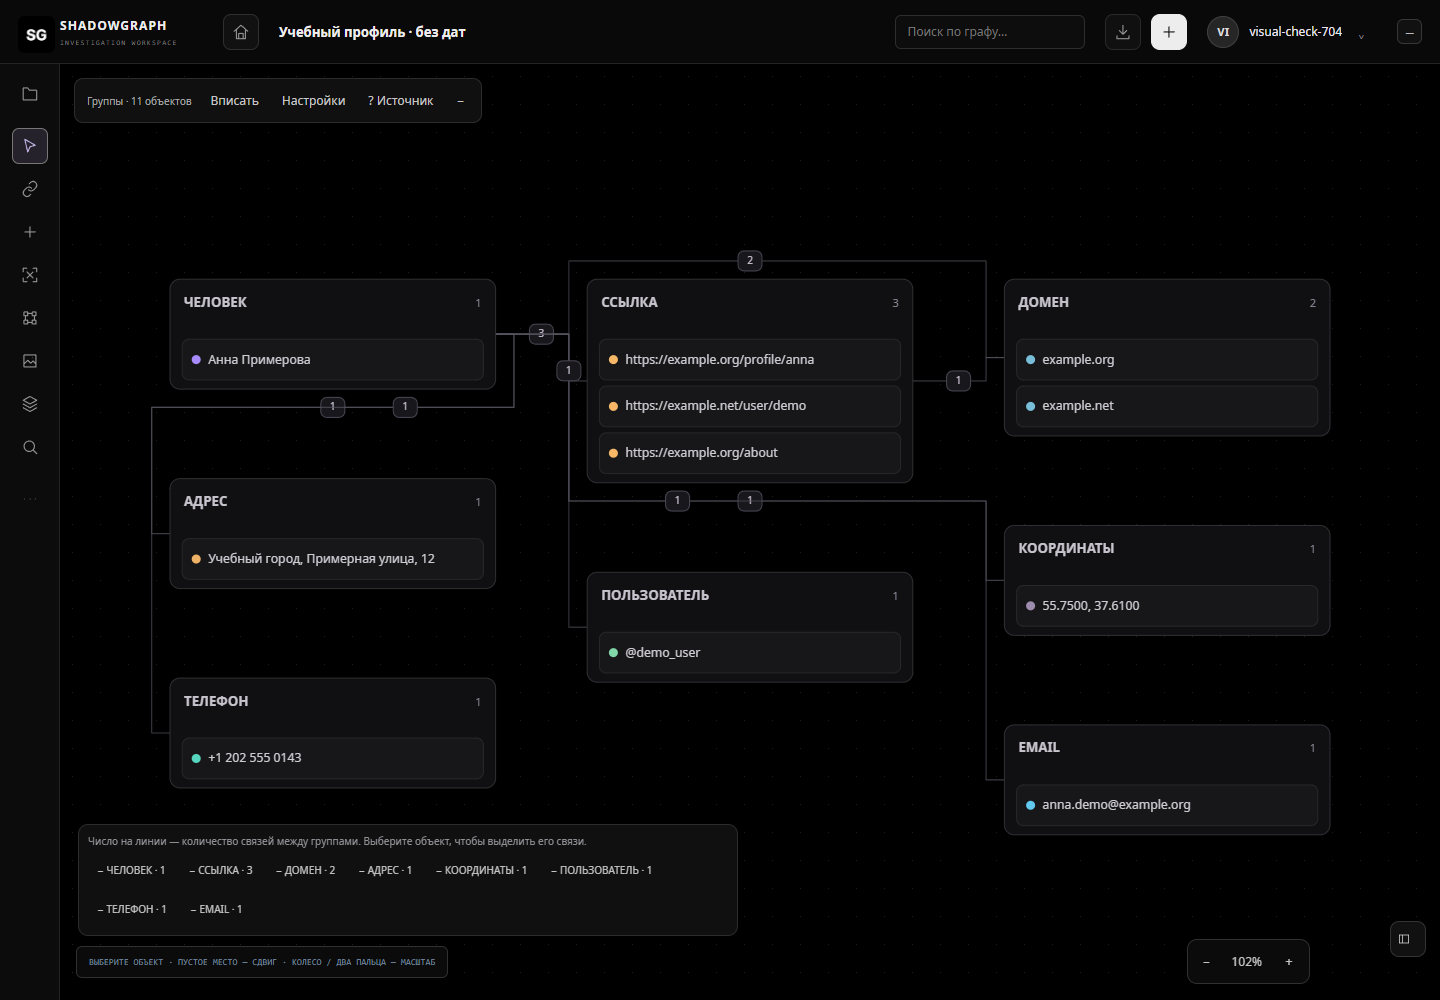 SG
SHADOWGRAPH
INVESTIGATION WORKSPACE
Учебный профиль · без дат
Поиск по графу...
+
VI
visual-check-704
–
Группы · 11 объектов
Вписать
Настройки
? Источник
–
2
ЧЕЛОВЕК
1
Анна Примерова
3
1
ССЫЛКА
3
https://example.org/profile/anna
https://example.net/user/demo
https://example.org/about
1
ДОМЕН
2
example.org
example.net
1
1
АДРЕС
1
Учебный город, Примерная улица, 12
1
1
КООРДИНАТЫ
1
55.7500, 37.6100
ПОЛЬЗОВАТЕЛЬ
1
@demo_user
ТЕЛЕФОН
1
+1 202 555 0143
EMAIL
1
anna.demo@example.org
Число на линии — количество связей между группами. Выберите объект, чтобы выделить его связи.
– ЧЕЛОВЕК · 1
– ССЫЛКА · 3
– ДОМЕН · 2
– АДРЕС · 1
– КООРДИНАТЫ · 1
– ПОЛЬЗОВАТЕЛЬ · 1
– ТЕЛЕФОН · 1
– EMAIL · 1
ВЫБЕРИТЕ ОБЪЕКТ · ПУСТОЕ МЕСТО — СДВИГ · КОЛЕСО / ДВА ПАЛЬЦА — МАСШТАБ
– 102% +